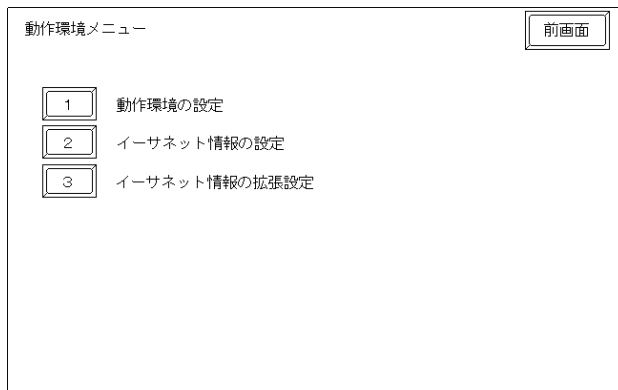 動作環境メニュー
前画面
1 動作環境の設定
2 イーサネット情報の設定
3 イーサネット情報の拡張設定